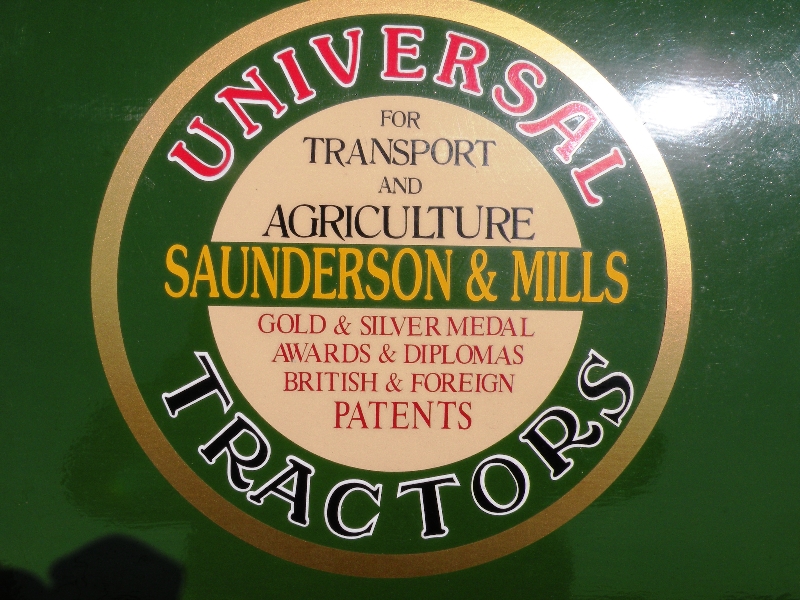 UNIVERSAL
FOR
TRANSPORT
AND
AGRICULTURE
SAUNDERSON & MILLS
GOLD & SILVER MEDAL
AWARDS & DIPLOMAS
BRITISH & FOREIGN
PATENTS
TRACTORS